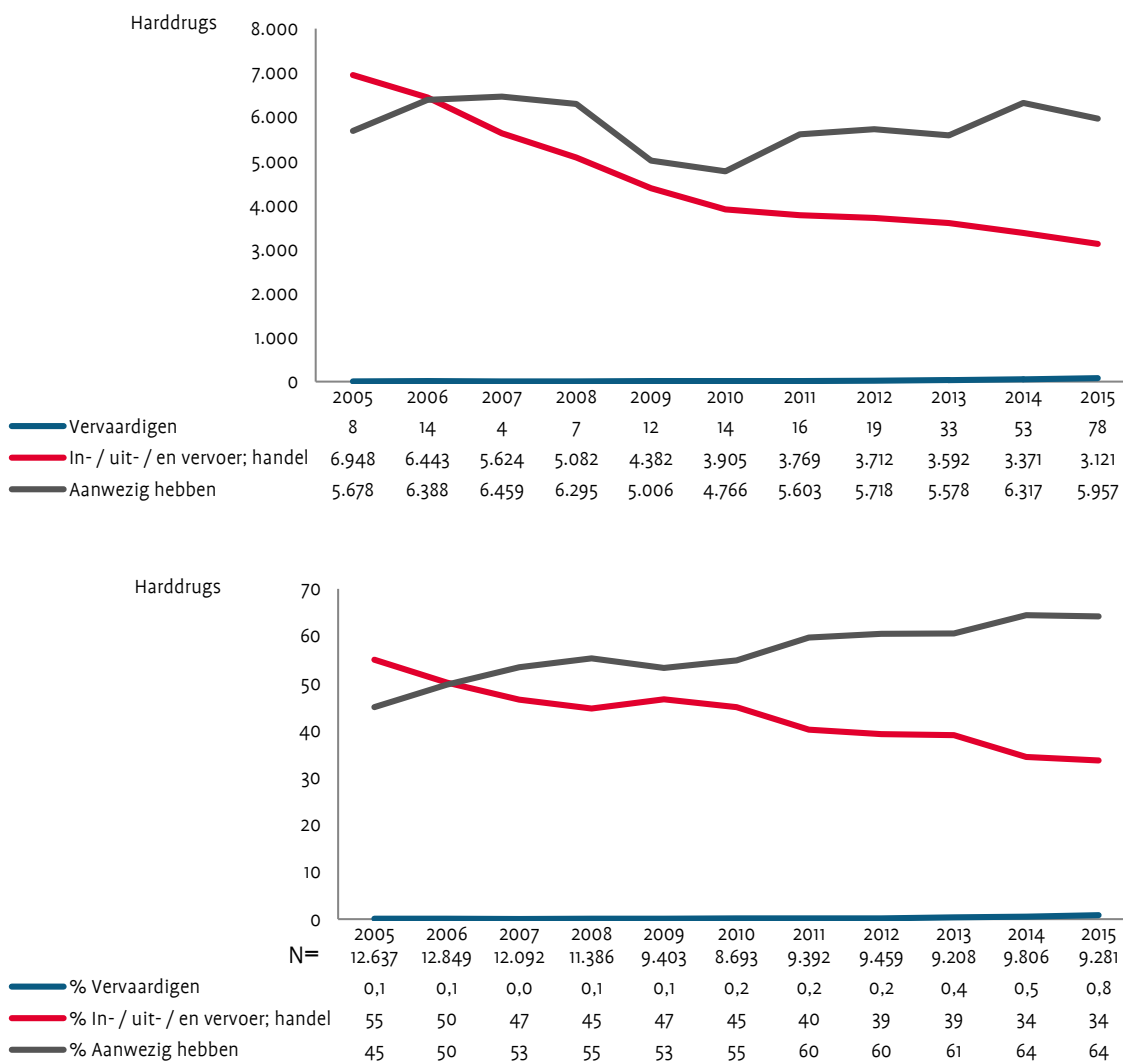 Harddrugs
8.000
7.000
6.000
5.000
4.000
3.000
2.000
1.000
0
2005 2006 2007 2008 2009 2010 2011 2012 2013 2014 2015
Vervaardigen 8 14 4 7 12 14 16 19 33 53 78
In- / uit- / en vervoer; handel 6.948 6.443 5.624 5.082 4.382 3.905 3.769 3.712 3.592 3.371 3.121
Aanwezig hebben 5.678 6.388 6.459 6.295 5.006 4.766 5.603 5.718 5.578 6.317 5.957
Harddrugs
70
60
50
40
30
20
10
0
2005 2006 2007 2008 2009 2010 2011 2012 2013 2014 2015
N= 12.637 12.849 12.092 11.386 9.403 8.693 9.392 9.459 9.208 9.806 9.281
% Vervaardigen 0,1 0,1 0,0 0,1 0,1 0,2 0,2 0,2 0,4 0,5 0,8
% In- / uit- / en vervoer; handel 55 50 47 45 47 45 40 39 39 34 34
% Aanwezig hebben 45 50 53 55 53 55 60 60 61 64 64